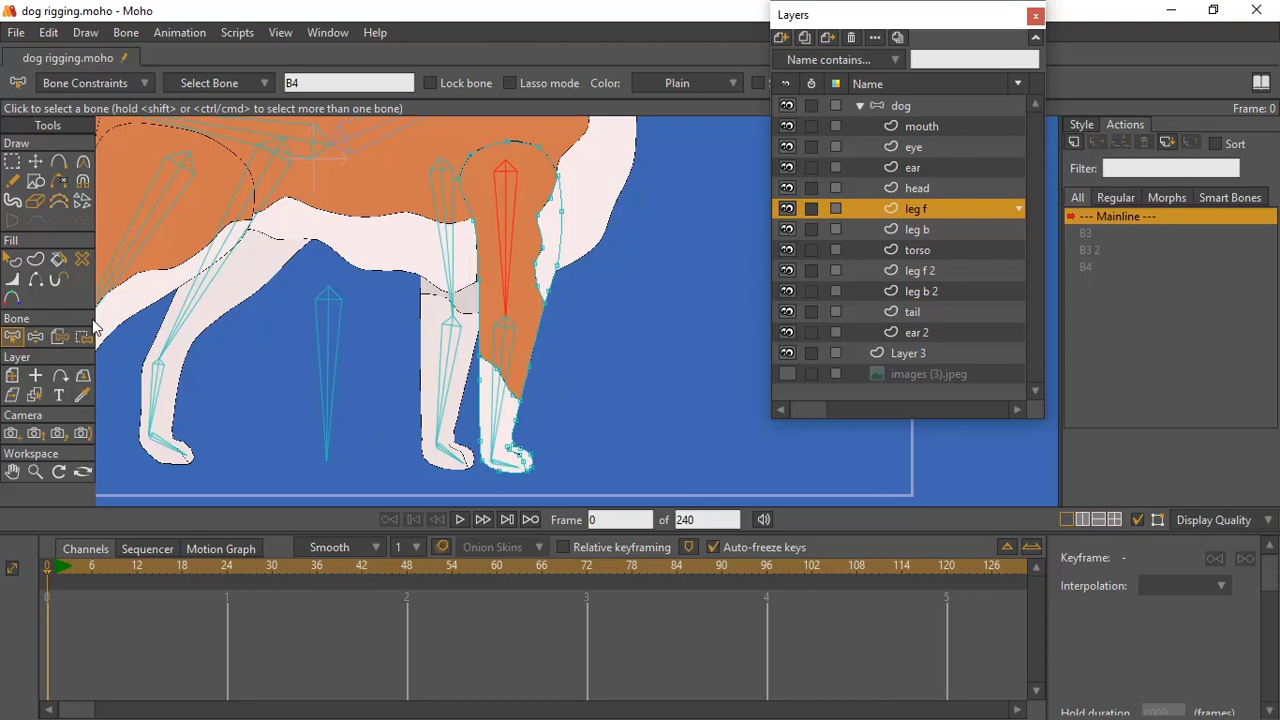 dog rigging.moho - Moho
File Edit Draw Bone Animation Scripts View Window Help
dog rigging.moho
Bone Constraints Select Bone B4 Lock bone Lasso mode Color: Plain
Click to select a bone (hold <shift> or <ctrl/cmd> to select more than one bone)
Frame: 0
Tools
Draw
Fill
Bone
Layer
Camera
Workspace
Layers
Name contains...
Name
dog
mouth
eye
ear
head
leg f
leg b
torso
leg f 2
leg b 2
tail
ear 2
Layer 3
images (3).jpeg
Style Actions
Sort
Filter:
All Regular Morphs Smart Bones
--- Mainline ---
B3
B3 2
B4
Frame 0 of 240 Display Quality
Channels Sequencer Motion Graph Smooth 1 Onion Skins Relative keyframing Auto-freeze keys
0 6 12 18 24 30 36 42 48 54 60 66 72 78 84 90 96 102 108 114 120 126
0 1 2 3 4 5
Keyframe: -
Interpolation:
Hold duration 0000 (frames)